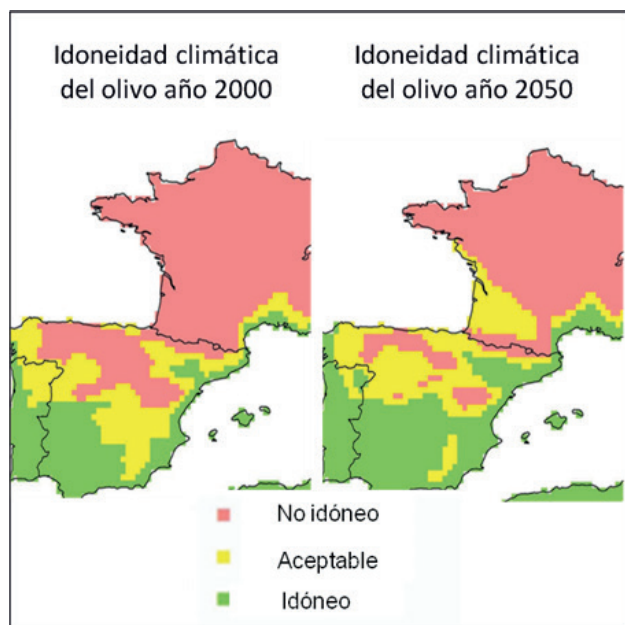 Idoneidad climática
del olivo año 2000
Idoneidad climática
del olivo año 2050
No idóneo
Aceptable
Idóneo